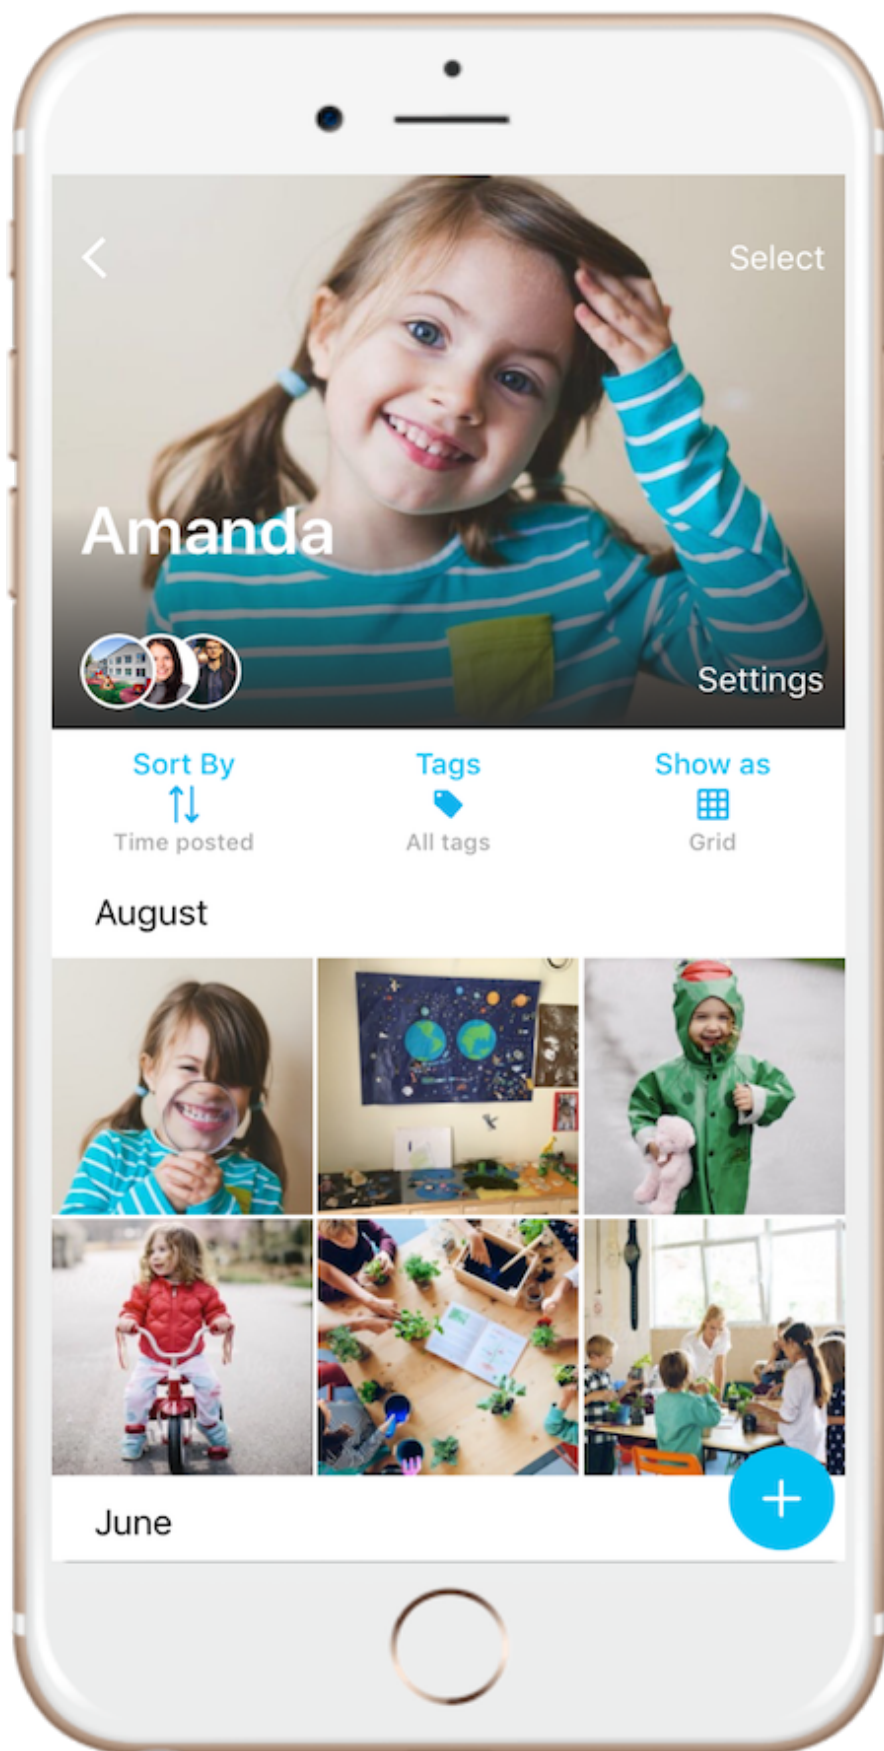 Select
Amanda
Settings
Sort By
Tags
Show as
Time posted
All tags
Grid
August
June